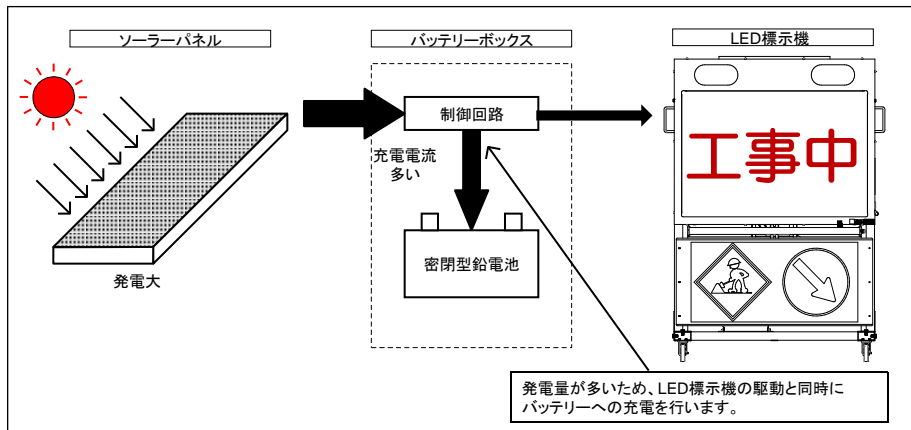 ソーラーパネル
バッテリーボックス
LED標示機
制御回路
工事中
充電電流
多い
密閉型鉛電池
発電大
発電量が多いため、LED標示機の駆動と同時に
バッテリーへの充電を行います。